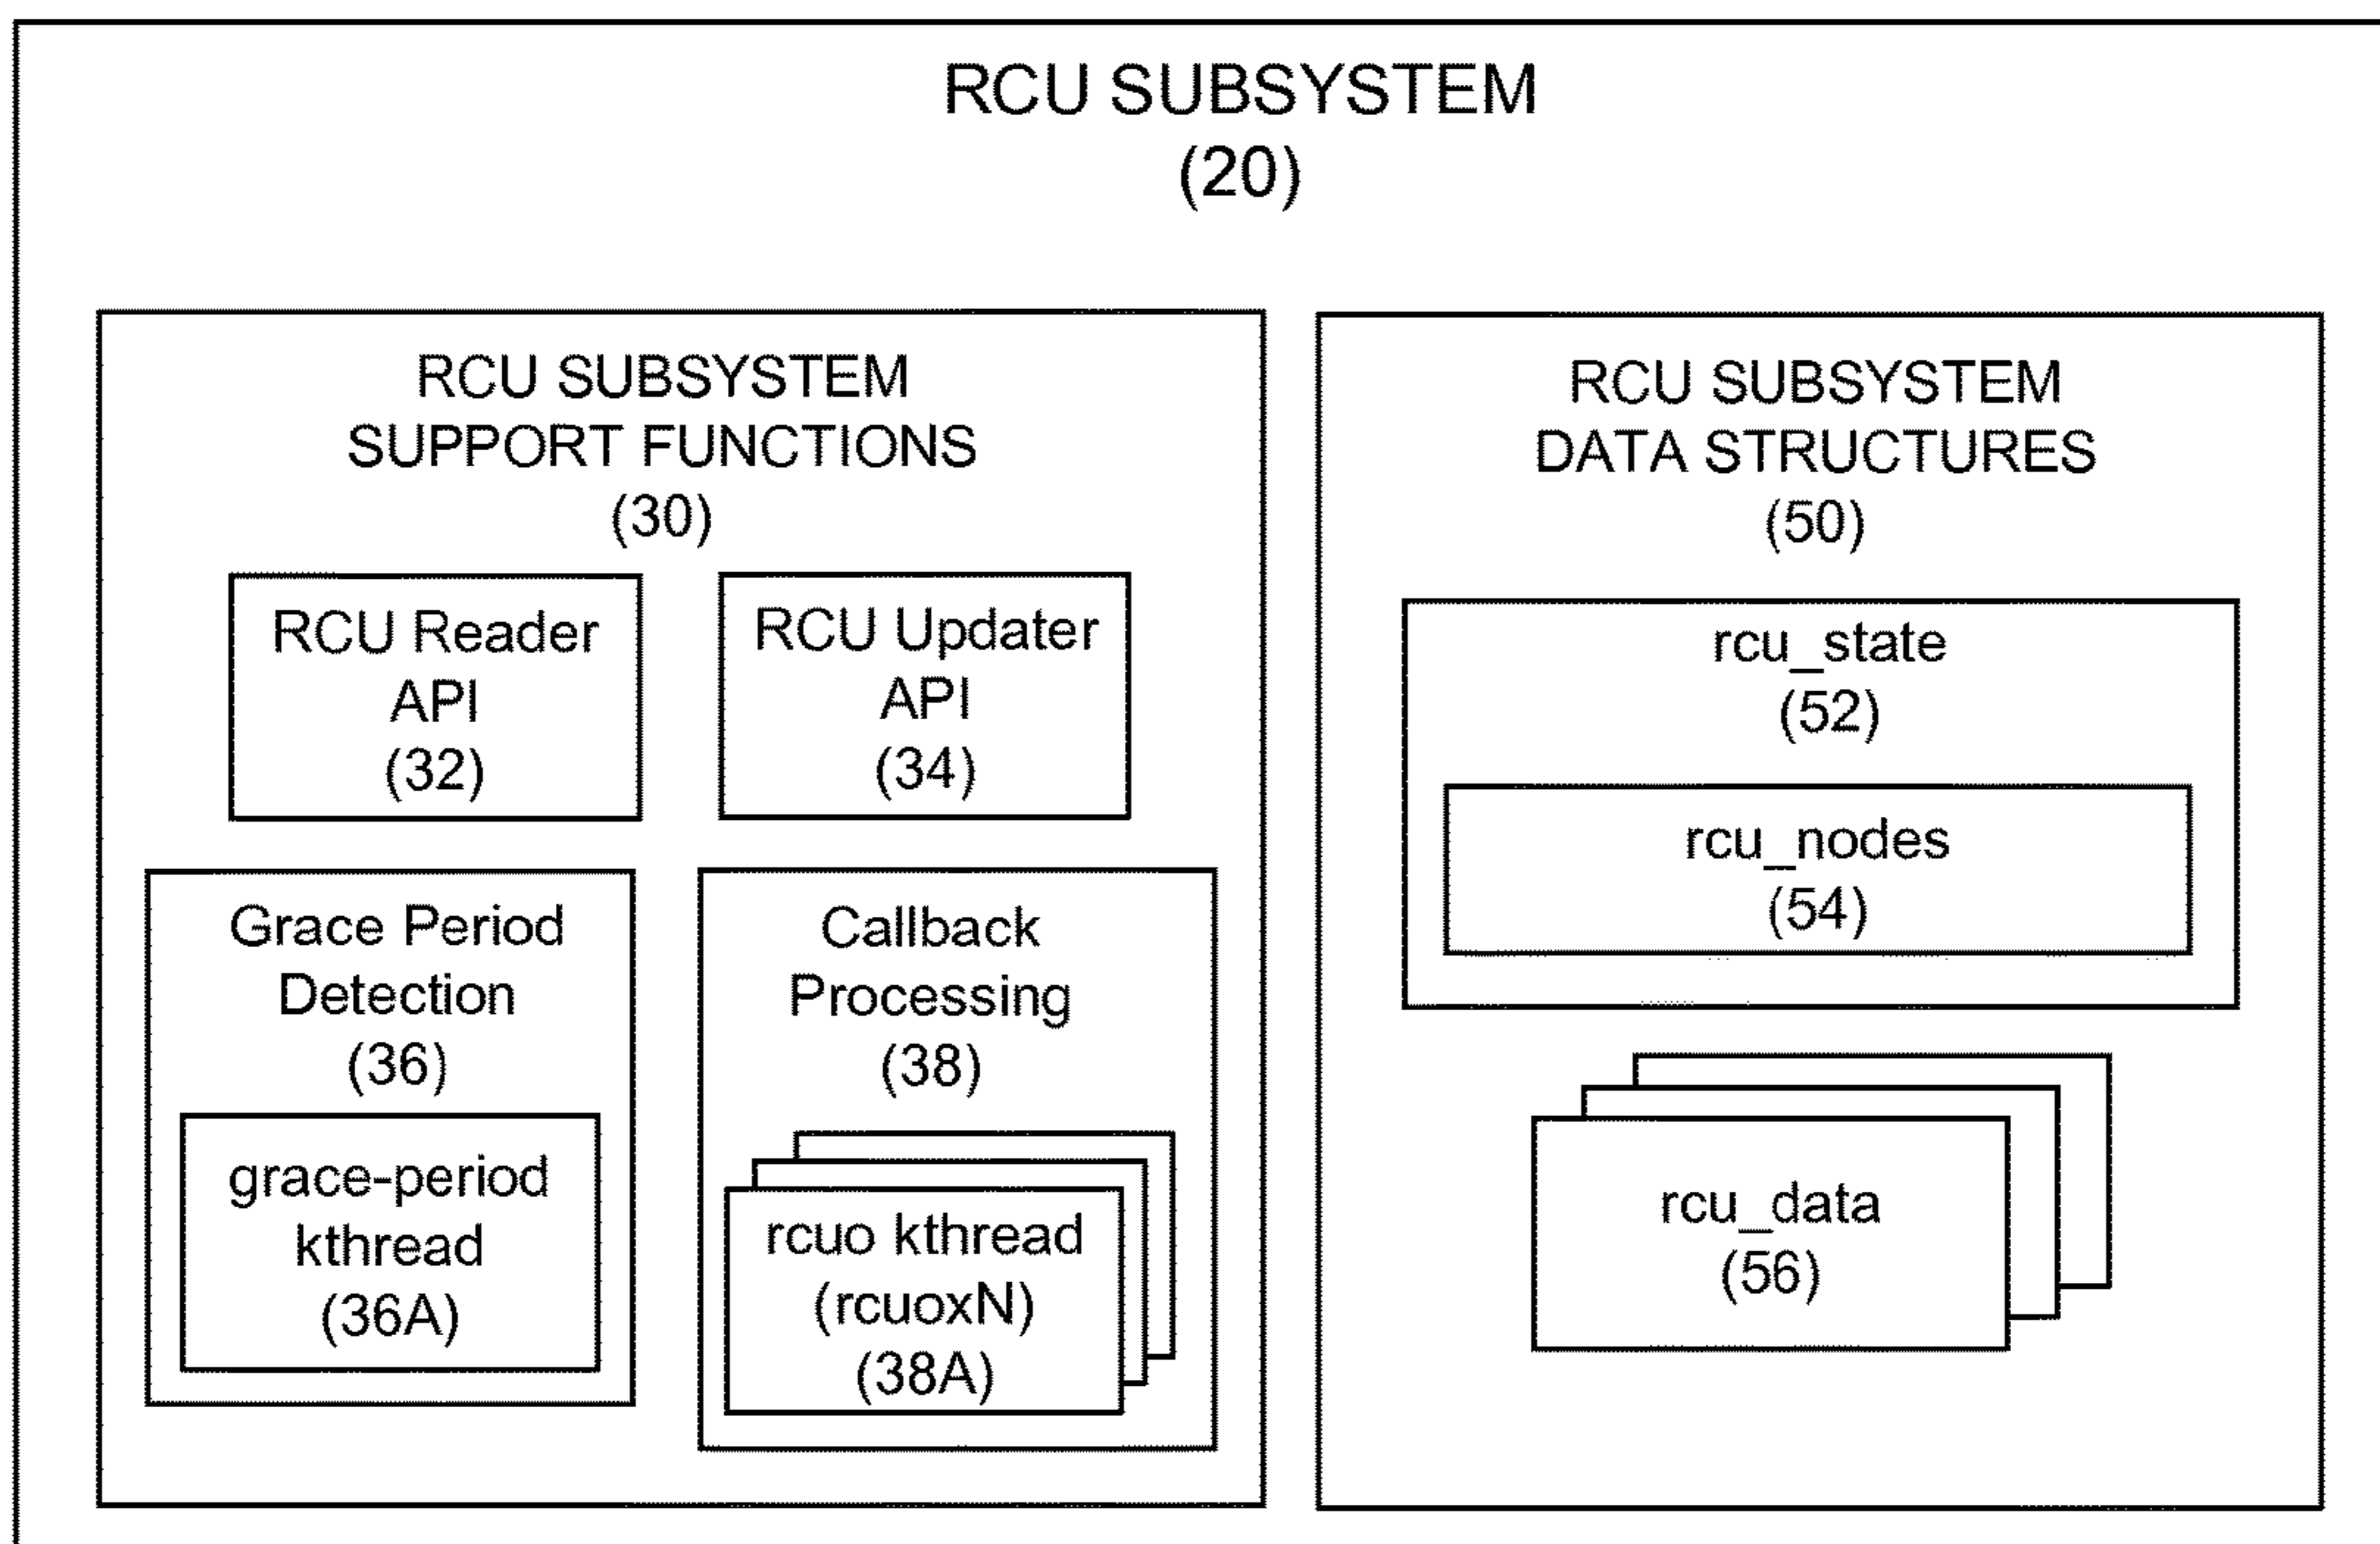 RCU SUBSYSTEM
(20)
RCU SUBSYSTEM
SUPPORT FUNCTIONS
(30)
RCU Reader
API
(32)
RCU Updater
API
(34)
Grace Period
Detection
(36)
grace-period
kthread
(36A)
Callback
Processing
(38)
rcuo kthread
(rcuoxN)
(38A)
RCU SUBSYSTEM
DATA STRUCTURES
(50)
rcu_state
(52)
rcu_nodes
(54)
rcu_data
(56)